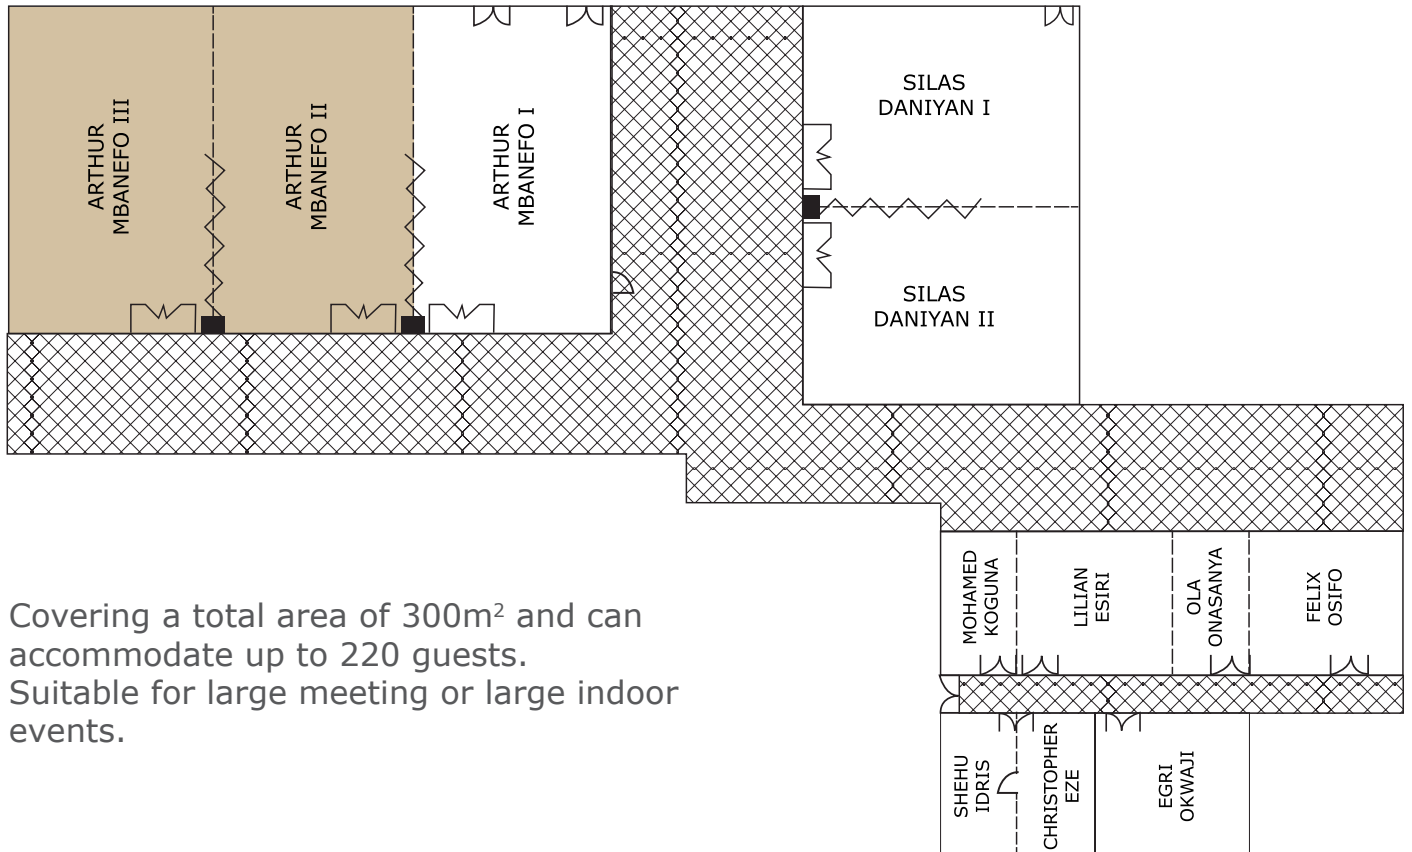 ARTHUR
MBANEFO III
ARTHUR
MBANEFO II
ARTHUR
MBANEFO I
SILAS
DANIYAN I
SILAS
DANIYAN II
MOHAMED
KOGUNA
LILIAN
ESIRI
OLA
ONASANYA
FELIX
OSIFO
Covering a total area of 300m² and can
accommodate up to 220 guests.
Suitable for large meeting or large indoor
events.
SHEHU
IDRIS
CHRISTOPHER
EZE
EGRI
OKWAJI